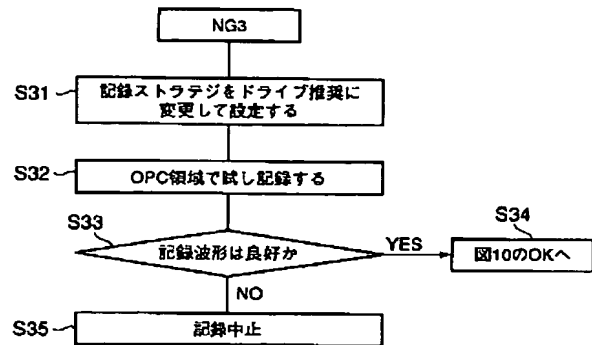 NG3
S31
記録ストラテジをドライブ推奨に
変更して設定する
S32
OPC領域で試し記録する
S33
記録波形は良好か
YES
S34
図10のOKへ
NO
S35
記録中止